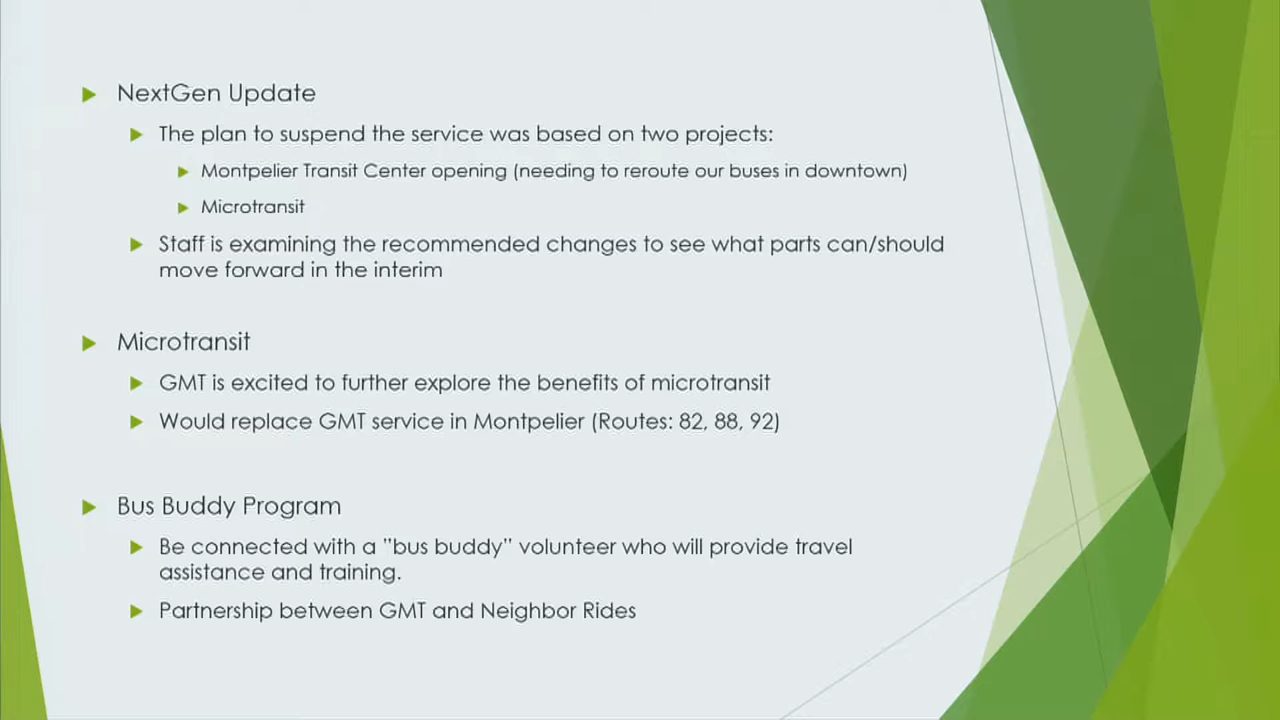 NextGen Update
The plan to suspend the service was based on two projects:
Montpelier Transit Center opening (needing to reroute our buses in downtown)
Microtransit
Staff is examining the recommended changes to see what parts can/should
move forward in the interim
Microtransit
GMT is excited to further explore the benefits of microtransit
Would replace GMT service in Montpelier (Routes: 82, 88, 92)
Bus Buddy Program
Be connected with a "bus buddy" volunteer who will provide travel
assistance and training.
Partnership between GMT and Neighbor Rides